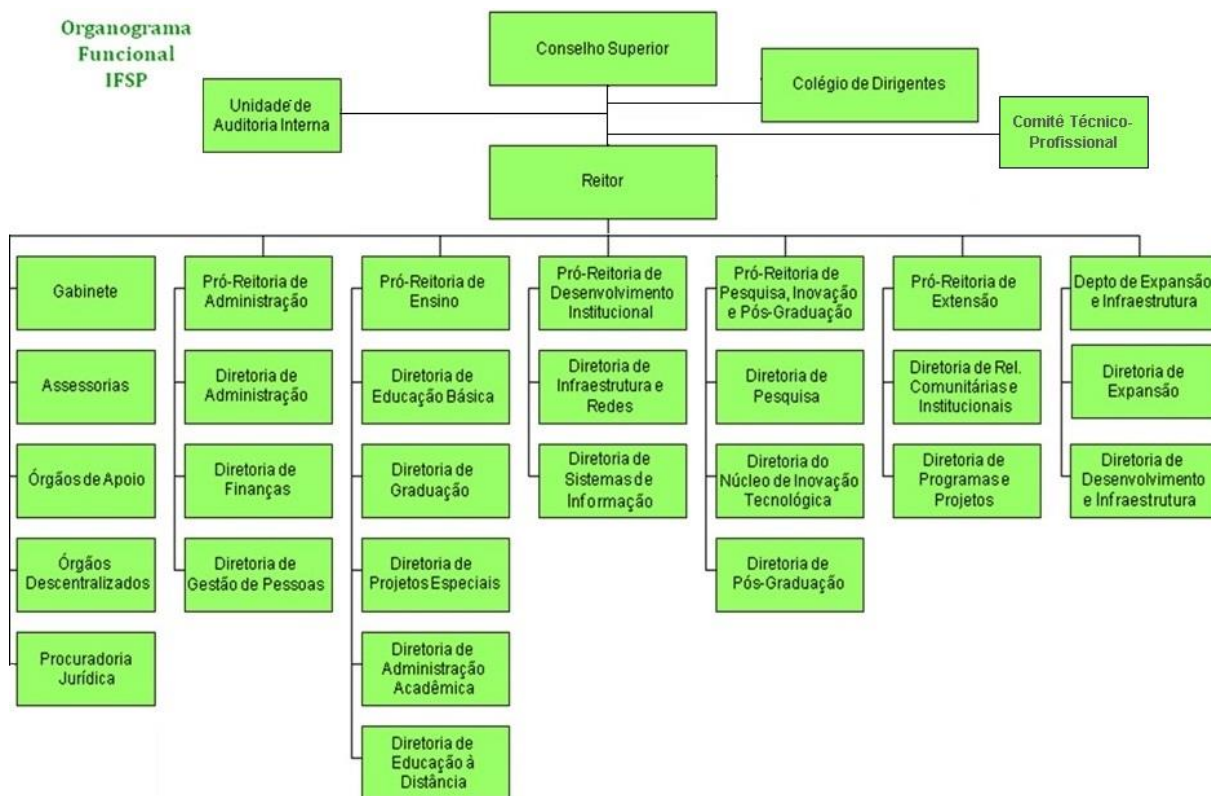 Organograma
Funcional
IFSP
Conselho Superior
Colégio de Dirigentes
Unidade de
Auditoria Interna
Comitê Técnico-
Profissional
Reitor
Gabinete
Assessorias
Órgãos de Apoio
Órgãos
Descentralizados
Procuradoria
Jurídica
Pró-Reitoria de
Administração
Diretoria de
Administração
Diretoria de
Finanças
Diretoria de
Gestão de Pessoas
Pró-Reitoria de
Ensino
Diretoria de
Educação Básica
Diretoria de
Graduação
Diretoria de
Projetos Especiais
Diretoria de
Administração
Acadêmica
Diretoria de
Educação à
Distância
Pró-Reitoria de
Desenvolvimento
Institucional
Diretoria de
Infraestrutura e
Redes
Diretoria de
Sistemas de
Informação
Pró-Reitoria de
Pesquisa, Inovação
e Pós-Graduação
Diretoria de
Pesquisa
Diretoria do
Núcleo de Inovação
Tecnológica
Diretoria de
Pós-Graduação
Pró-Reitoria de
Extensão
Diretoria de Rel.
Comunitárias e
Institucionais
Diretoria de
Programas e
Projetos
Depto de Expansão
e Infraestrutura
Diretoria de
Expansão
Diretoria de
Desenvolvimento
e Infraestrutura